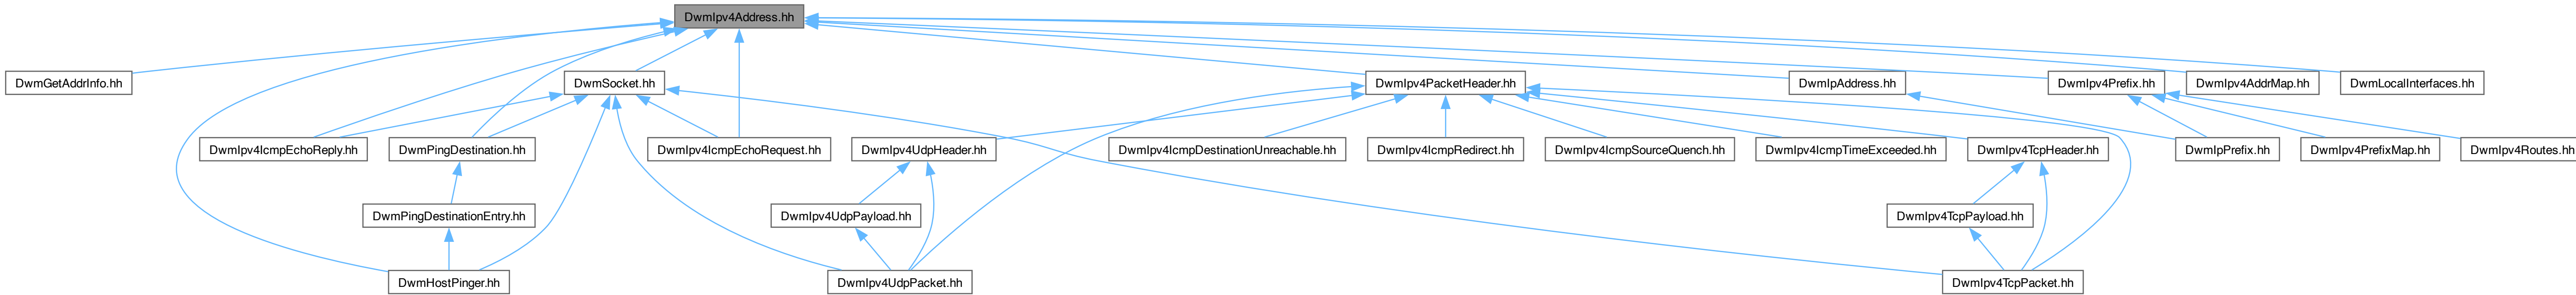 DwmIpv4Address.hh
DwmGetAddrInfo.hh
DwmSocket.hh
DwmIpv4PacketHeader.hh
DwmIpAddress.hh
DwmIpv4Prefix.hh
DwmIpv4AddrMap.hh
DwmLocalInterfaces.hh
DwmIpv4IcmpEchoReply.hh
DwmPingDestination.hh
DwmIpv4IcmpEchoRequest.hh
DwmIpv4UdpHeader.hh
DwmIpv4IcmpDestinationUnreachable.hh
DwmIpv4IcmpRedirect.hh
DwmIpv4IcmpSourceQuench.hh
DwmIpv4IcmpTimeExceeded.hh
DwmIpv4TcpHeader.hh
DwmIpPrefix.hh
DwmIpv4PrefixMap.hh
DwmIpv4Routes.hh
DwmPingDestinationEntry.hh
DwmIpv4UdpPayload.hh
DwmIpv4TcpPayload.hh
DwmHostPinger.hh
DwmIpv4UdpPacket.hh
DwmIpv4TcpPacket.hh